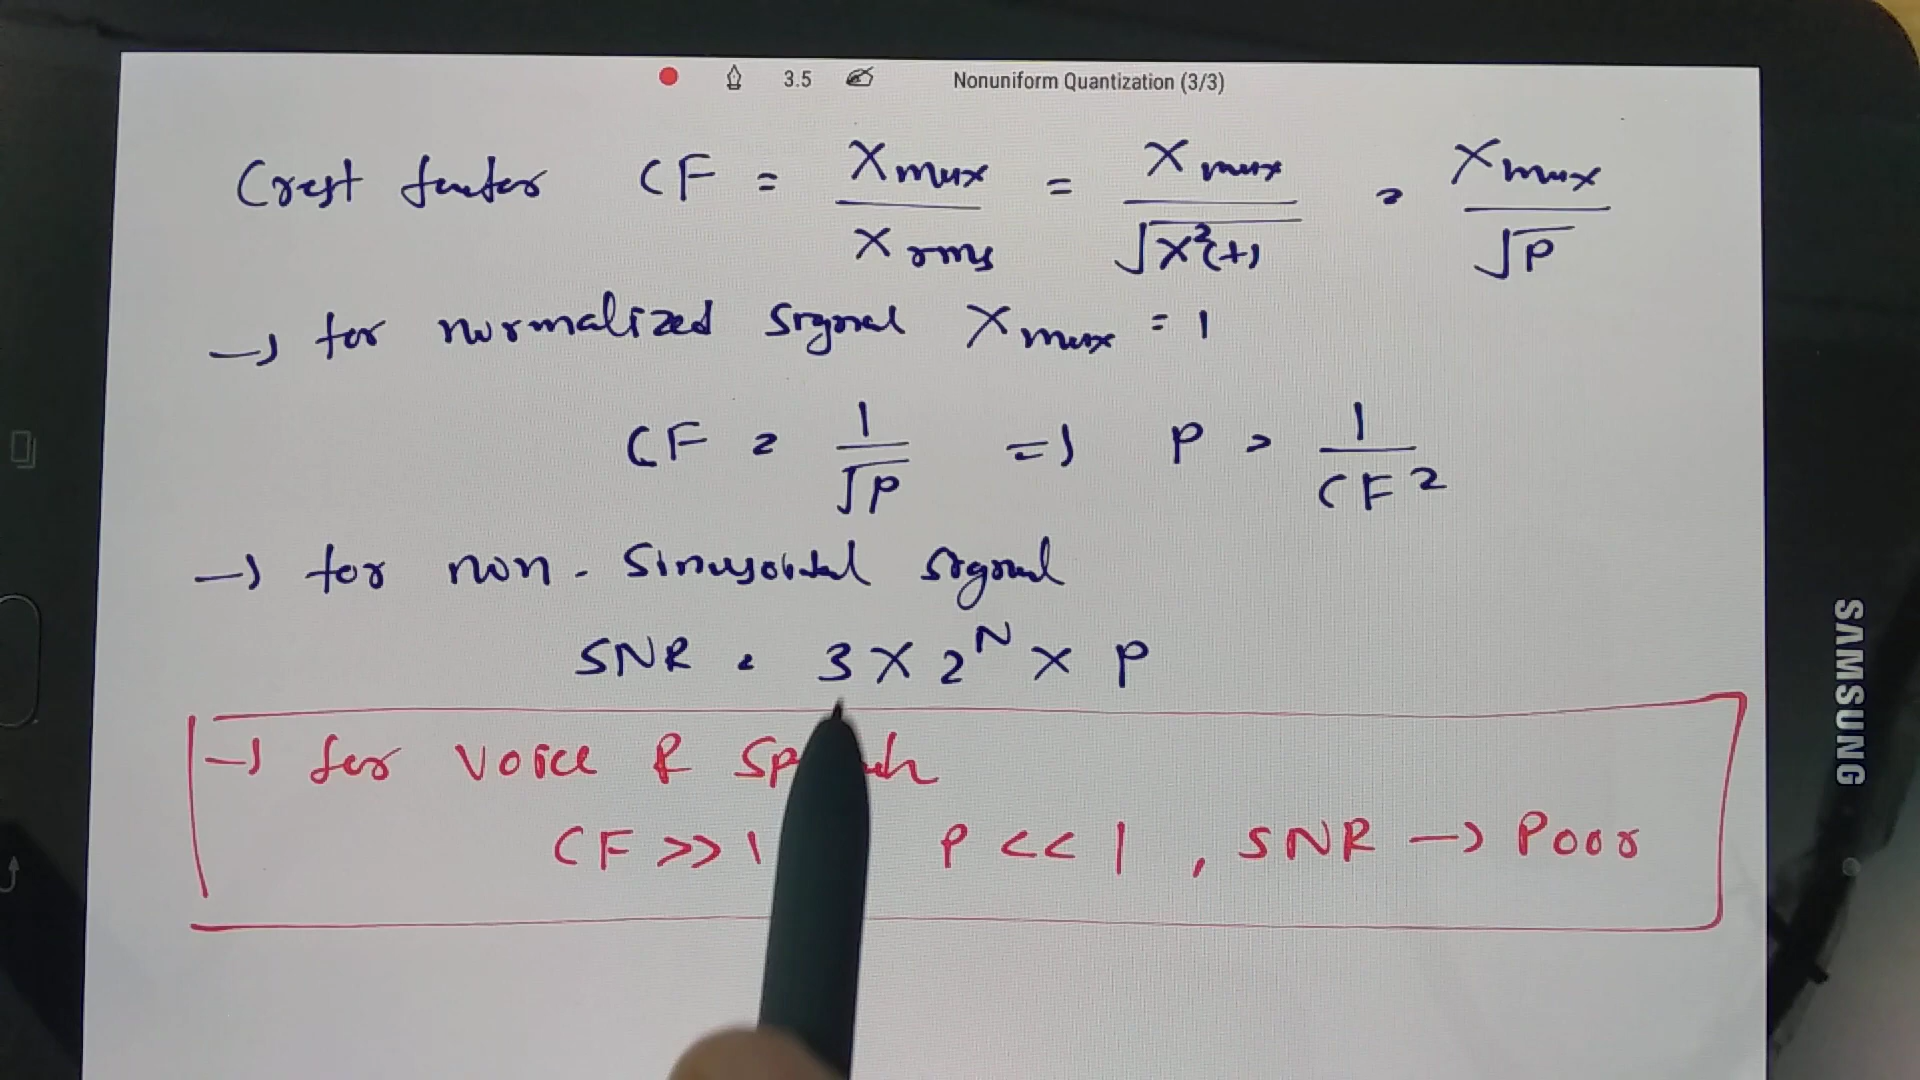 3.5 Nonuniform Quantization (3/3)
Crest factor CF = Xmax / Xrms = Xmax / √X²(t) = Xmax / √P
→ for normalized signal Xmax = 1
CF = 1 / √P => P = 1 / CF²
→ for non-sinusoidal signal
SNR = 3 × 2^N × P
→ for voice & Sp
CF >> 1 P << 1, SNR → Poor
SAMSUNG